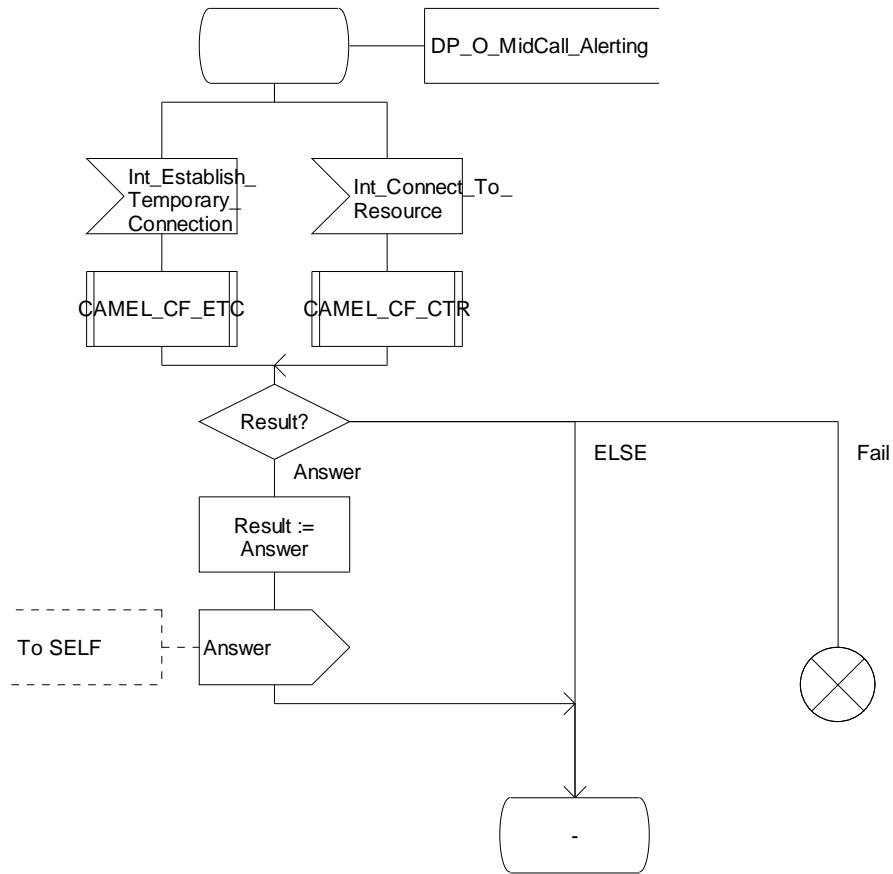 DP_O_MidCall_Alerting
Int_Establish_
Temporary_
Connection
Int_Connect_To_
Resource
CAMEL_CF_ETC
CAMEL_CF_CTR
Result?
ELSE
Fail
Answer
Result :=
Answer
To SELF
Answer
-